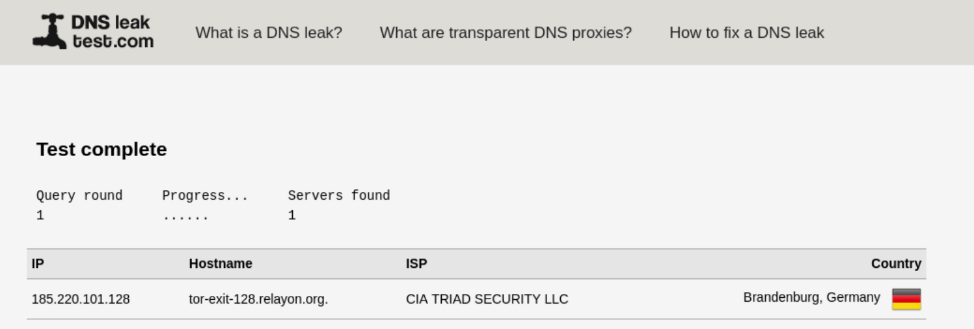 DNS leak
test.com
What is a DNS leak? What are transparent DNS proxies? How to fix a DNS leak
Test complete
Query round Progress... Servers found
1 ...... 1
IP Hostname ISP Country
185.220.101.128 tor-exit-128.relayon.org. CIA TRIAD SECURITY LLC Brandenburg, Germany